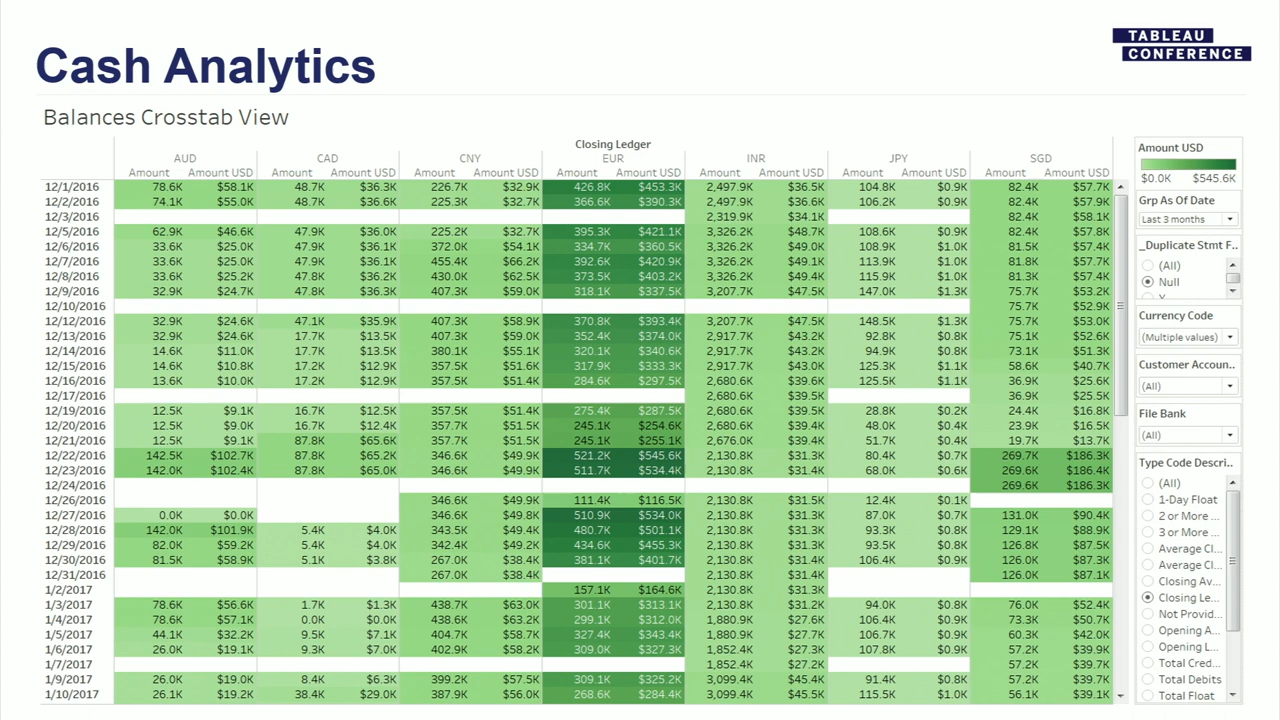 TABLEAU
CONFERENCE
Cash Analytics
Balances Crosstab View
Closing Ledger
AUD CAD CNY EUR INR JPY SGD
Amount Amount USD Amount Amount USD Amount Amount USD Amount Amount USD Amount Amount USD Amount Amount USD Amount Amount USD
12/1/2016 78.6K $58.1K 48.7K $36.3K 226.7K $32.9K 426.8K $453.3K 2,497.9K $36.5K 104.8K $0.9K 82.4K $57.7K
12/2/2016 74.1K $55.0K 48.7K $36.6K 225.3K $32.7K 366.6K $390.3K 2,497.9K $36.6K 106.2K $0.9K 82.4K $57.9K
12/3/2016 2,319.9K $34.1K 82.4K $58.1K
12/5/2016 62.9K $46.6K 47.9K $36.0K 225.2K $32.7K 395.3K $421.1K 3,326.2K $48.7K 108.6K $0.9K 82.4K $57.8K
12/6/2016 33.6K $25.0K 47.9K $36.1K 372.0K $54.1K 334.7K $360.5K 3,326.2K $49.0K 108.9K $1.0K 81.5K $57.4K
12/7/2016 33.6K $25.0K 47.9K $36.1K 455.4K $66.2K 392.6K $420.9K 3,326.2K $49.1K 113.9K $1.0K 81.8K $57.7K
12/8/2016 33.6K $25.2K 47.8K $36.2K 430.0K $62.5K 373.5K $403.2K 3,326.2K $49.4K 115.9K $1.0K 81.3K $57.4K
12/9/2016 32.9K $24.7K 47.8K $36.3K 407.3K $59.0K 318.1K $337.5K 3,207.7K $47.5K 147.0K $1.3K 75.7K $53.2K
12/10/2016 75.7K $52.9K
12/12/2016 32.9K $24.6K 47.1K $35.9K 407.3K $58.9K 370.8K $393.4K 3,207.7K $47.5K 148.5K $1.3K 75.7K $53.0K
12/13/2016 32.9K $24.6K 17.7K $13.5K 407.3K $59.0K 352.4K $374.0K 2,917.7K $43.2K 92.8K $0.8K 75.1K $52.6K
12/14/2016 14.6K $11.0K 17.7K $13.5K 380.1K $55.1K 320.1K $340.6K 2,917.7K $43.2K 94.9K $0.8K 73.1K $51.3K
12/15/2016 14.6K $10.8K 17.2K $12.9K 357.5K $51.6K 317.9K $333.3K 2,917.7K $43.0K 125.3K $1.1K 58.6K $40.7K
12/16/2016 13.6K $10.0K 17.2K $12.9K 357.5K $51.4K 284.6K $297.5K 2,680.6K $39.6K 125.5K $1.1K 36.9K $25.6K
12/17/2016 2,680.6K $39.5K 36.9K $25.5K
12/19/2016 12.5K $9.1K 16.7K $12.5K 357.5K $51.4K 275.4K $287.5K 2,680.6K $39.5K 28.8K $0.2K 24.4K $16.8K
12/20/2016 12.5K $9.0K 16.7K $12.4K 357.7K $51.5K 245.1K $254.6K 2,680.6K $39.4K 48.0K $0.4K 23.9K $16.5K
12/21/2016 12.5K $9.1K 87.8K $65.6K 357.7K $51.5K 245.1K $255.1K 2,676.0K $39.4K 51.7K $0.4K 19.7K $13.7K
12/22/2016 142.5K $102.7K 87.8K $65.2K 346.6K $49.9K 521.2K $545.6K 2,130.8K $31.3K 80.4K $0.7K 269.7K $186.3K
12/23/2016 142.0K $102.4K 87.8K $65.0K 346.6K $49.9K 511.7K $534.4K 2,130.8K $31.4K 68.0K $0.6K 269.6K $186.4K
12/24/2016 269.6K $186.3K
12/26/2016 346.6K $49.9K 111.4K $116.5K 2,130.8K $31.5K 12.4K $0.1K
12/27/2016 0.0K $0.0K 346.6K $49.8K 510.9K $534.0K 2,130.8K $31.3K 87.0K $0.7K 131.0K $90.4K
12/28/2016 142.0K $101.9K 5.4K $4.0K 343.5K $49.4K 480.7K $501.1K 2,130.8K $31.3K 93.3K $0.8K 129.1K $88.9K
12/29/2016 82.0K $59.2K 5.4K $4.0K 342.4K $49.2K 434.6K $455.3K 2,130.8K $31.3K 93.5K $0.8K 126.8K $87.5K
12/30/2016 81.5K $58.9K 5.1K $3.8K 267.0K $38.4K 381.1K $401.7K 2,130.8K $31.4K 106.4K $0.9K 126.0K $87.3K
12/31/2016 267.0K $38.4K 2,130.8K $31.4K 126.0K $87.1K
1/2/2017 157.1K $164.6K 2,130.8K $31.3K
1/3/2017 78.6K $56.6K 1.7K $1.3K 438.7K $63.0K 301.1K $313.1K 2,130.8K $31.2K 94.0K $0.8K 76.0K $52.4K
1/4/2017 78.6K $57.1K 0.0K $0.0K 438.6K $63.2K 299.1K $312.0K 1,880.9K $27.6K 106.4K $0.9K 73.3K $50.7K
1/5/2017 44.1K $32.2K 9.5K $7.1K 404.7K $58.7K 327.4K $343.4K 1,880.9K $27.7K 106.7K $0.9K 60.3K $42.0K
1/6/2017 26.0K $19.1K 9.3K $7.0K 402.9K $58.2K 309.0K $327.3K 1,852.4K $27.3K 107.8K $0.9K 57.2K $39.9K
1/7/2017 1,852.4K $27.2K 57.2K $39.7K
1/9/2017 26.0K $19.0K 8.4K $6.3K 399.2K $57.5K 309.1K $325.2K 3,099.4K $45.4K 91.4K $0.8K 57.2K $39.7K
1/10/2017 26.1K $19.2K 38.4K $29.0K 387.9K $56.0K 268.6K $284.4K 3,099.4K $45.5K 115.5K $1.0K 56.1K $39.1K
Amount USD
$0.0K $545.6K
Grp As Of Date
Last 3 months
_Duplicate Stmt F..
(All)
Null
Currency Code
(Multiple values)
Customer Accoun..
(All)
File Bank
(All)
Type Code Descri..
(All)
1-Day Float
2 or More ...
3 or More ...
Average Cl...
Average Cl...
Closing Av...
Closing Le...
Not Provid...
Opening A...
Opening L...
Total Cred...
Total Debits
Total Float